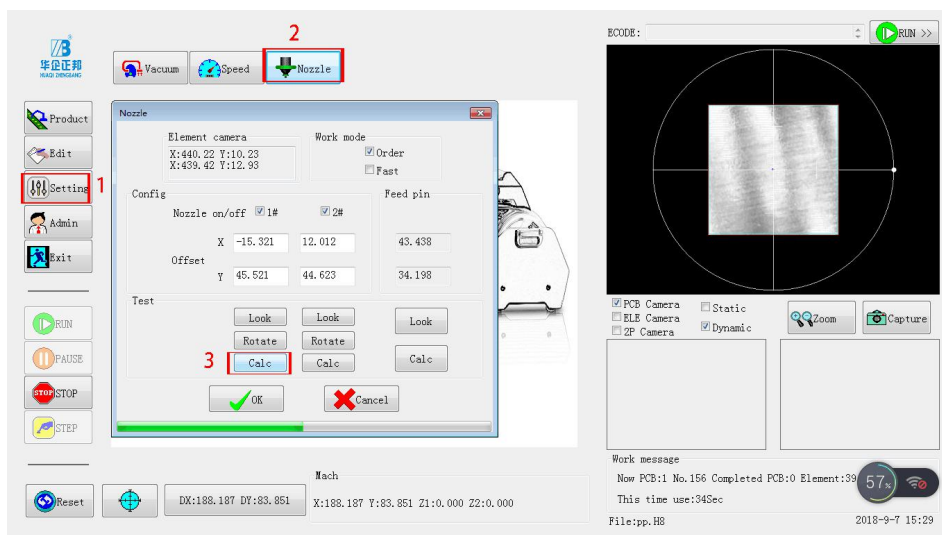 2
ECODE:
RUN >>
华企正邦
HUAQI ZHENGBANG
Vacuum
Speed
Nozzle
Product
Edit
Setting
1
Admin
Exit
RUN
PAUSE
STOP
STOP
STEP
Nozzle
Element camera
X:440.22 Y:10.23
X:439.42 Y:12.93
Work mode
Order
Fast
Config
Feed pin
Nozzle on/off 1# 2#
X -15.321 12.012 43.438
Offset
Y 45.521 44.623 34.198
Test
Look Look Look
Rotate Rotate
3 Calc Calc Calc
OK Cancel
PCB Camera
ELE Camera
2P Camera
Static
Dynamic
Zoom
Capture
Work message
Now PCB:1 No.156 Completed PCB:0 Element:39
57%
This time use:34Sec
Reset
DX:188.187 DY:83.851
Mach
X:188.187 Y:83.851 Z1:0.000 Z2:0.000
File:pp.H8
2018-9-7 15:29